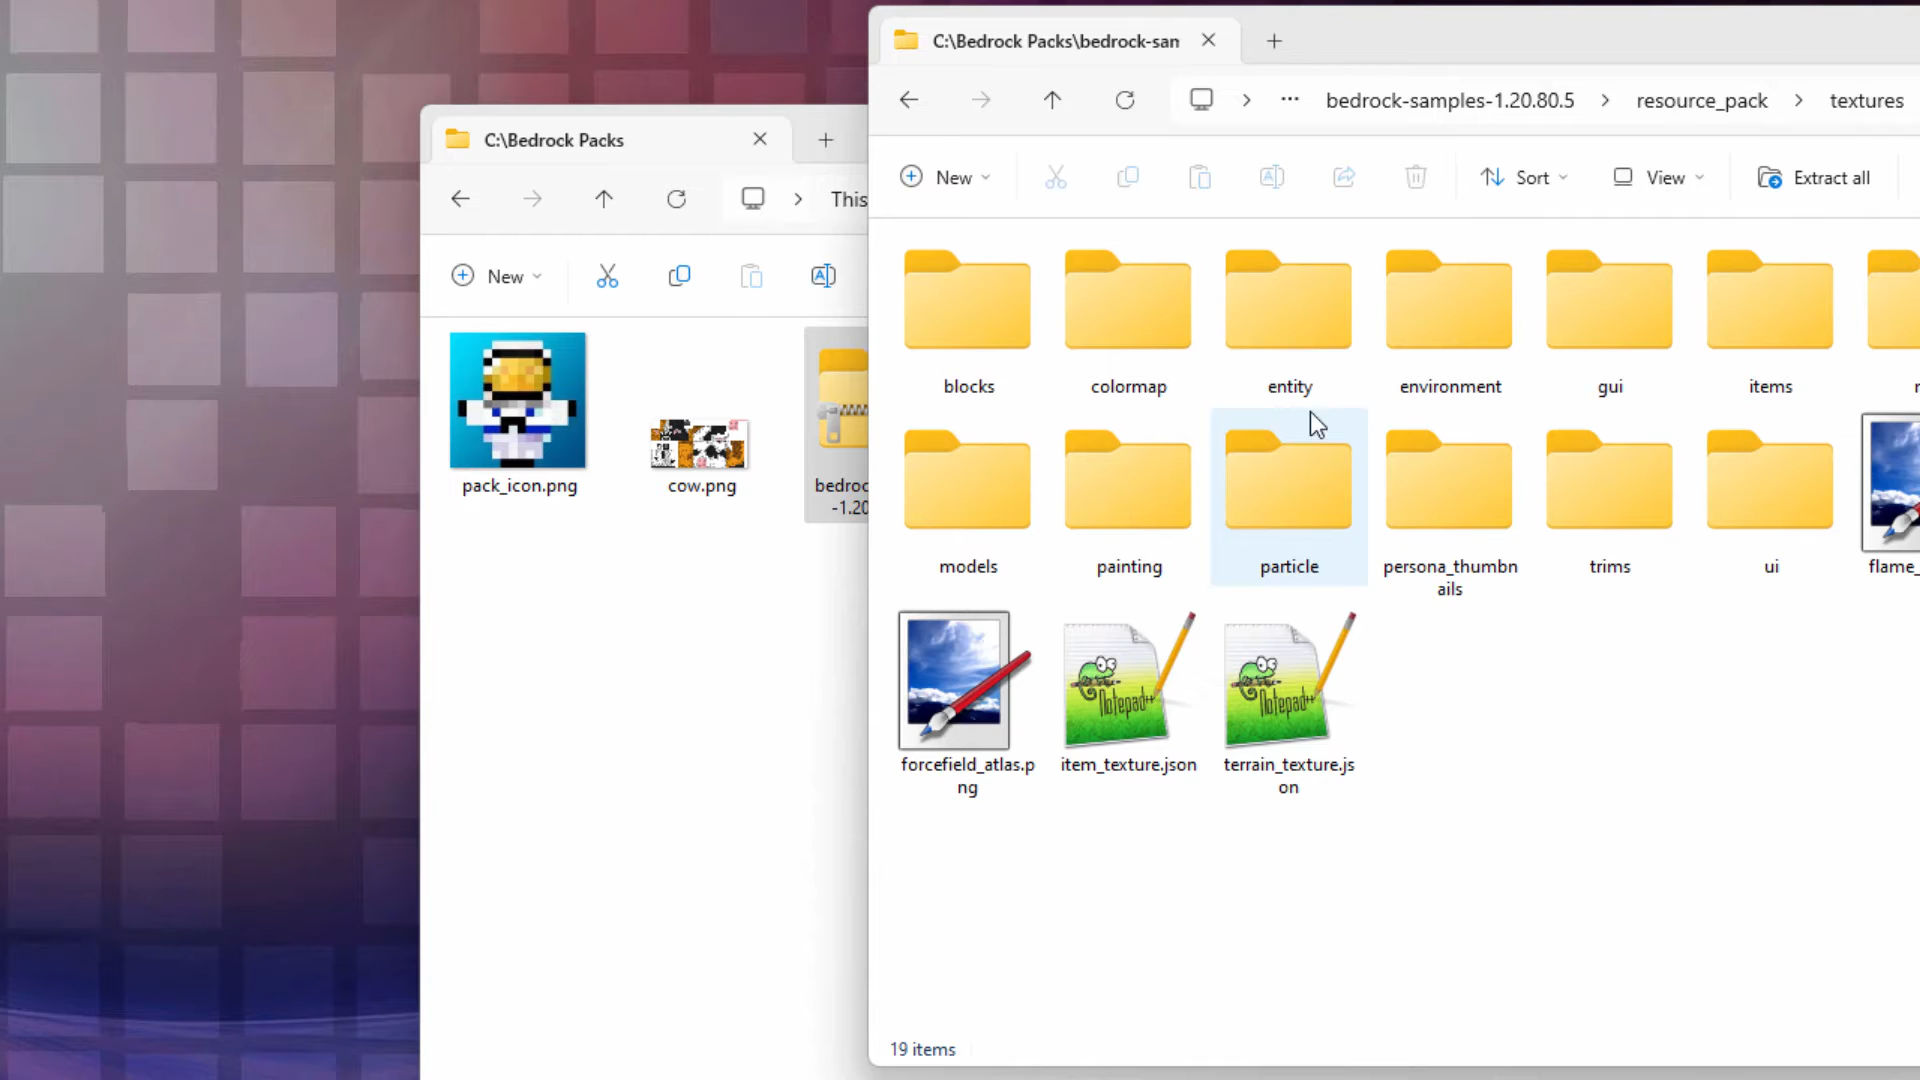 C:\Bedrock Packs\bedrock-san
bedrock-samples-1.20.80.5
resource_pack
textures
C:\Bedrock Packs
New
Sort
View
Extract all
This
New
blocks
colormap
entity
environment
gui
items
pack_icon.png
cow.png
bedroc
-1.20
models
painting
particle
persona_thumbn
ails
trims
ui
flame_
Notepad++
Notepad++
forcefield_atlas.p
ng
item_texture.json
terrain_texture.js
on
19 items